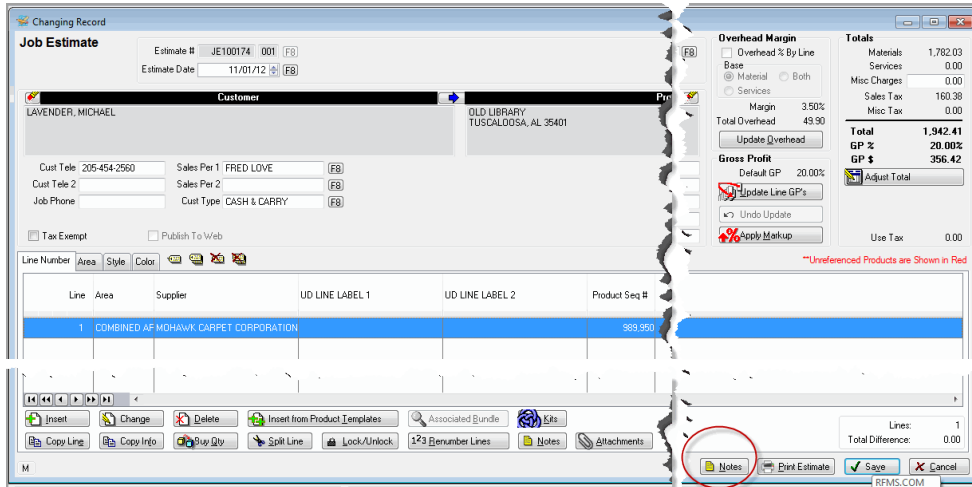 Changing Record
Job Estimate
Estimate # JE100174 001 F8
Estimate Date 11/01/12 F8
F8
Customer
LAVENDER, MICHAEL
OLD LIBRARY
TUSCALOOSA, AL 35401
Cust Tele 205-454-2560 Sales Per 1 FRED LOVE F8
Cust Tele 2 Sales Per 2 F8
Job Phone Cust Type CASH & CARRY F8
Tax Exempt Publish To Web
Overhead Margin
Overhead % By Line
Base
Material Both
Services
Margin 3.50%
Total Overhead 49.90
Update Overhead
Gross Profit
Default GP 20.00%
Update Line GP's
Undo Update
Apply Markup
Totals
Materials 1,782.03
Services 0.00
Misc Charges 0.00
Sales Tax 160.38
Misc Tax 0.00
Total 1,942.41
GP % 20.00%
GP $ 356.42
Adjust Total
Use Tax 0.00
Line Number Area Style Color
**Unreferenced Products are Shown in Red
Line Area Supplier UD LINE LABEL 1 UD LINE LABEL 2 Product Seq #
1 COMBINED AF MOHAWK CARPET CORPORATION 989,950
Insert Change Delete Insert from Product Templates Associated Bundle Kits
Copy Line Copy Info Buy Qty Split Line Lock/Unlock 123 Renumber Lines Notes Attachments
Lines: 1
Total Difference: 0.00
M
Notes Print Estimate Save Cancel
RFMS.COM